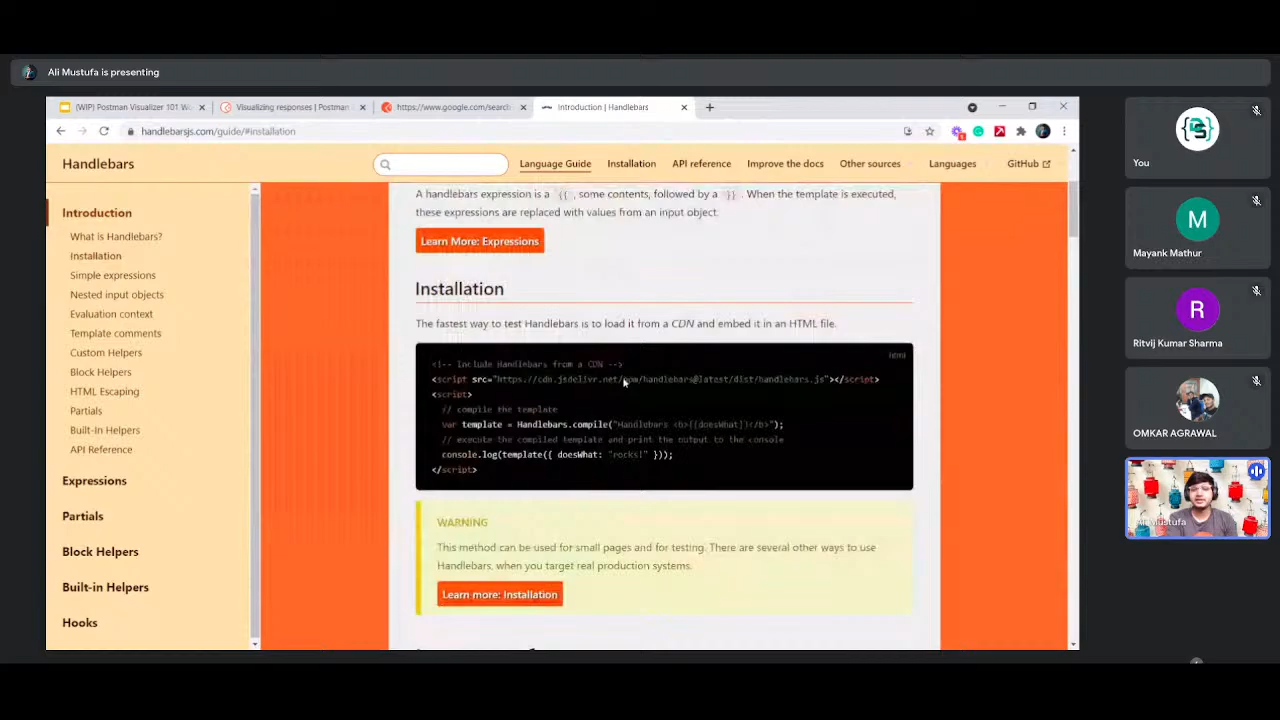 Ali Mustufa is presenting
(WIP) Postman Visualizer 101 Wo
Visualizing responses | Postman
https://www.google.com/search
Introduction | Handlebars
handlebarsjs.com/guide/#installation
Handlebars
Language Guide
Installation
API reference
Improve the docs
Other sources
Languages
GitHub
Introduction
What is Handlebars?
Installation
Simple expressions
Nested input objects
Evaluation context
Template comments
Custom Helpers
Block Helpers
HTML Escaping
Partials
Built-in Helpers
API Reference
Expressions
Partials
Block Helpers
Built-in Helpers
Hooks
A handlebars expression is a {{, some contents, followed by a }}. When the template is executed,
these expressions are replaced with values from an input object.
Learn More: Expressions
Installation
The fastest way to test Handlebars is to load it from a CDN and embed it in an HTML file.
html
<!-- Include Handlebars from a CDN -->
<script src="https://cdn.jsdelivr.net/npm/handlebars@latest/dist/handlebars.js"></script>
<script>
// compile the template
var template = Handlebars.compile("Handlebars <b>{{doesWhat}}</b>");
// execute the compiled template and print the output to the console
console.log(template({ doesWhat: "rocks!" }));
</script>
WARNING
This method can be used for small pages and for testing. There are several other ways to use
Handlebars, when you target real production systems.
Learn more: Installation
You
M
Mayank Mathur
R
Ritvij Kumar Sharma
OMKAR AGRAWAL
Ali Mustufa